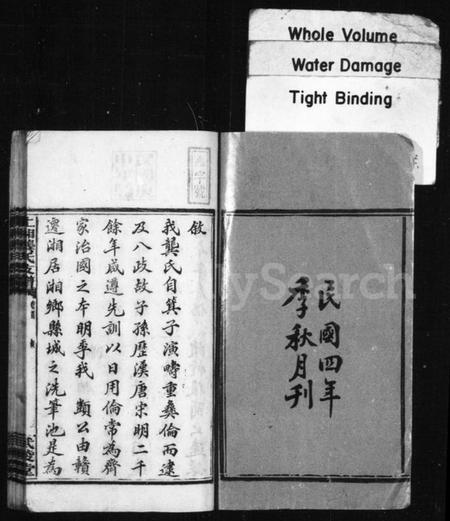 Whole Volume
Water Damage
Tight Binding
民國四年
季秋月刊
敘
我龔氏自箕子演疇重彝倫而逮
及八政故子孫歷漢唐宋明二千
餘年咸遵先訓以日用倫常為齊
家治國之本明乎我 顯公由贛
遷湘居湘鄉縣城之洗筆池是為